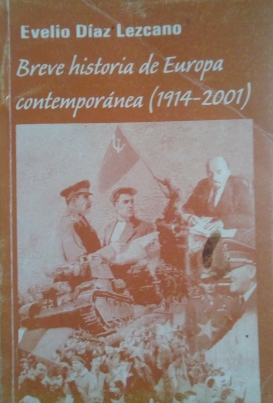 Evelio Díaz Lezcano
Breve historia de Europa
contemporánea (1914-2001)